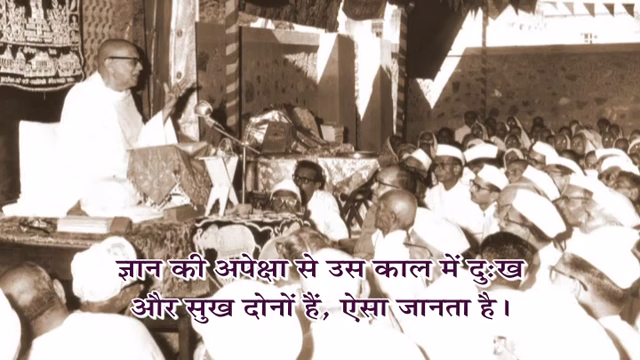 ज्ञान की अपेक्षा से उस काल में दुःख
और सुख दोनों हैं, ऐसा जानता है।